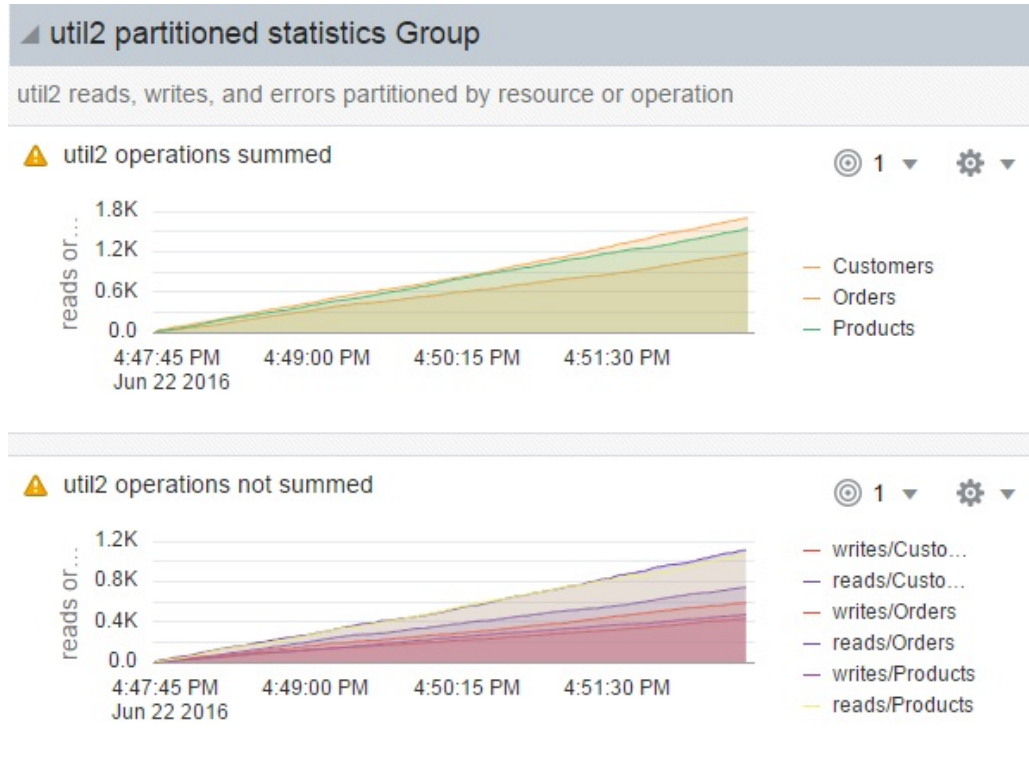 util2 partitioned statistics Group
util2 reads, writes, and errors partitioned by resource or operation
util2 operations summed
1
reads or...
1.8K
1.2K
0.6K
0.0
4:47:45 PM 4:49:00 PM 4:50:15 PM 4:51:30 PM
Jun 22 2016
Customers
Orders
Products
util2 operations not summed
1
reads or...
1.2K
0.8K
0.4K
0.0
4:47:45 PM 4:49:00 PM 4:50:15 PM 4:51:30 PM
Jun 22 2016
writes/Custo...
reads/Custo...
writes/Orders
reads/Orders
writes/Products
reads/Products